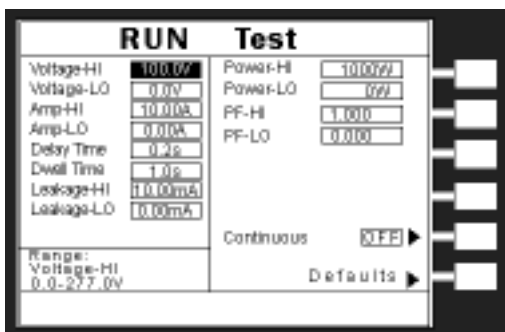 RUN Test
Voltage-HI 100.0V
Voltage-LO 0.0V
Amp-HI 10.00A
Amp-LO 0.00A
Delay Time 0.2s
Dwell Time 1.0s
Leakage-HI 10.00mA
Leakage-LO 0.00mA
Power-HI 1000W
Power-LO 0W
PF-HI 1.000
PF-LO 0.000
Continuous OFF
Defaults
Range:
Voltage-HI
0.0-277.0V